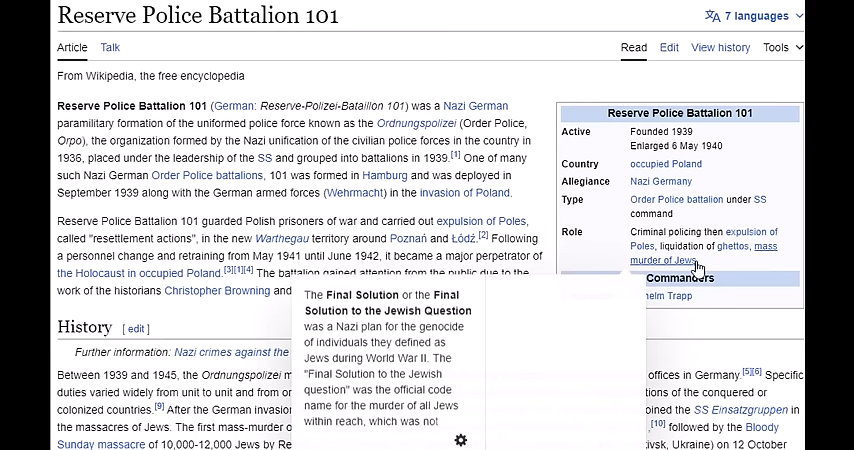 Reserve Police Battalion 101
7 languages
Article Talk
Read Edit View history Tools
From Wikipedia, the free encyclopedia
Reserve Police Battalion 101 (German: Reserve-Polizei-Bataillon 101) was a Nazi German
paramilitary formation of the uniformed police force known as the Ordnungspolizei (Order Police,
Orpo), the organization formed by the Nazi unification of the civilian police forces in the country in
1936, placed under the leadership of the SS and grouped into battalions in 1939.[1] One of many
such Nazi German Order Police battalions, 101 was formed in Hamburg and was deployed in
September 1939 along with the German armed forces (Wehrmacht) in the invasion of Poland.
Reserve Police Battalion 101 guarded Polish prisoners of war and carried out expulsion of Poles,
called "resettlement actions", in the new Warthegau territory around Poznań and Łódź.[2] Following
a personnel change and retraining from May 1941 until June 1942, it became a major perpetrator of
the Holocaust in occupied Poland.[3][1][4] The battalion gained attention from the public due to the
work of the historians Christopher Browning and
Reserve Police Battalion 101
Active Founded 1939
Enlarged 6 May 1940
Country occupied Poland
Allegiance Nazi Germany
Type Order Police battalion under SS
command
Role Criminal policing then expulsion of
Poles, liquidation of ghettos, mass
murder of Jews
Commanders
helm Trapp
The Final Solution or the Final
Solution to the Jewish Question
was a Nazi plan for the genocide
of individuals they defined as
Jews during World War II. The
"Final Solution to the Jewish
question" was the official code
name for the murder of all Jews
within reach, which was not
History [ edit ]
Further information: Nazi crimes against the
Between 1939 and 1945, the Ordnungspolizei m
offices in Germany.[5][6] Specific
duties varied widely from unit to unit and from on
tions of the conquered or
colonized countries.[9] After the German invasion
oined the SS Einsatzgruppen in
the massacres of Jews. The first mass-murder o
,[10] followed by the Bloody
Sunday massacre of 10,000-12,000 Jews by Re
tivsk, Ukraine) on 12 October